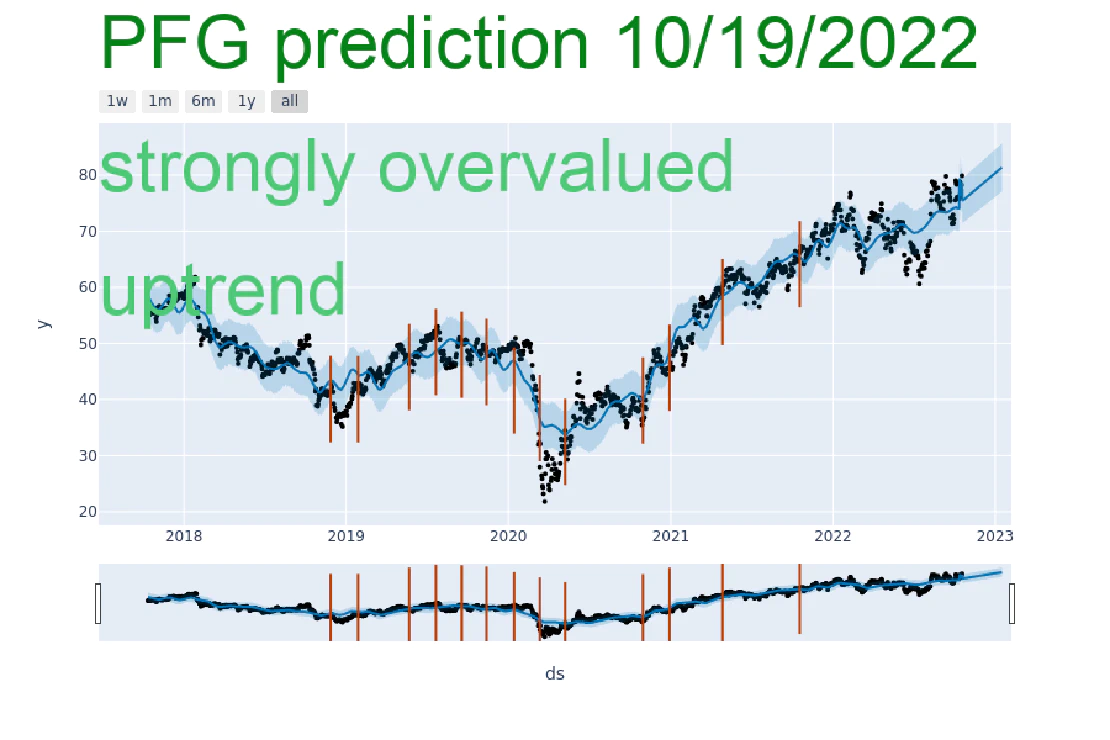 PFG prediction 10/19/2022
1w 1m 6m 1y all
strongly overvalued
80
70
uptrend
60
50
y
40
30
20
2018 2019 2020 2021 2022 2023
ds